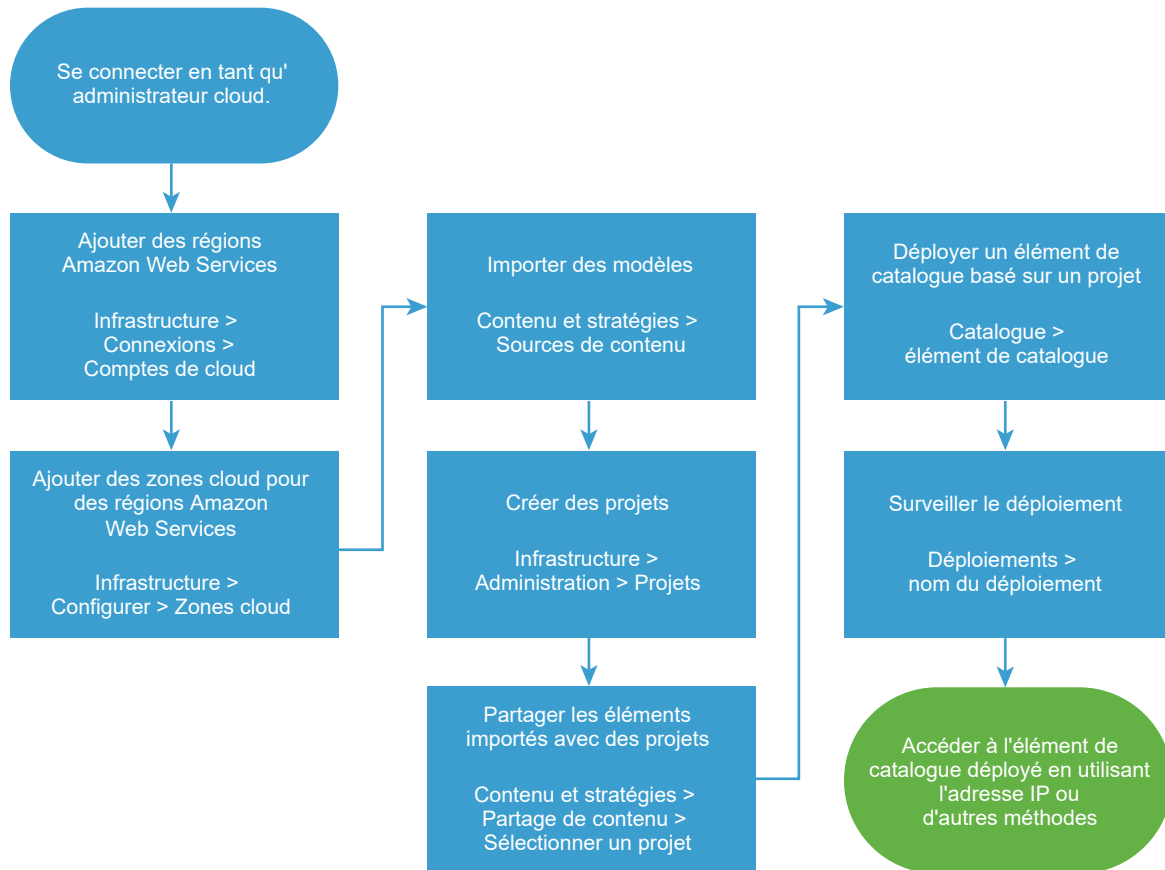 Se connecter en tant qu'
administrateur cloud.
Ajouter des régions
Amazon Web Services
Infrastructure >
Connexions >
Comptes de cloud
Ajouter des zones cloud pour
des régions Amazon
Web Services
Infrastructure >
Configurer > Zones cloud
Importer des modèles
Contenu et stratégies >
Sources de contenu
Créer des projets
Infrastructure >
Administration > Projets
Partager les éléments
importés avec des projets
Contenu et stratégies >
Partage de contenu >
Sélectionner un projet
Déployer un élément de
catalogue basé sur un projet
Catalogue >
élément de catalogue
Surveiller le déploiement
Déploiements >
nom du déploiement
Accéder à l'élément de
catalogue déployé en utilisant
l'adresse IP ou
d'autres méthodes